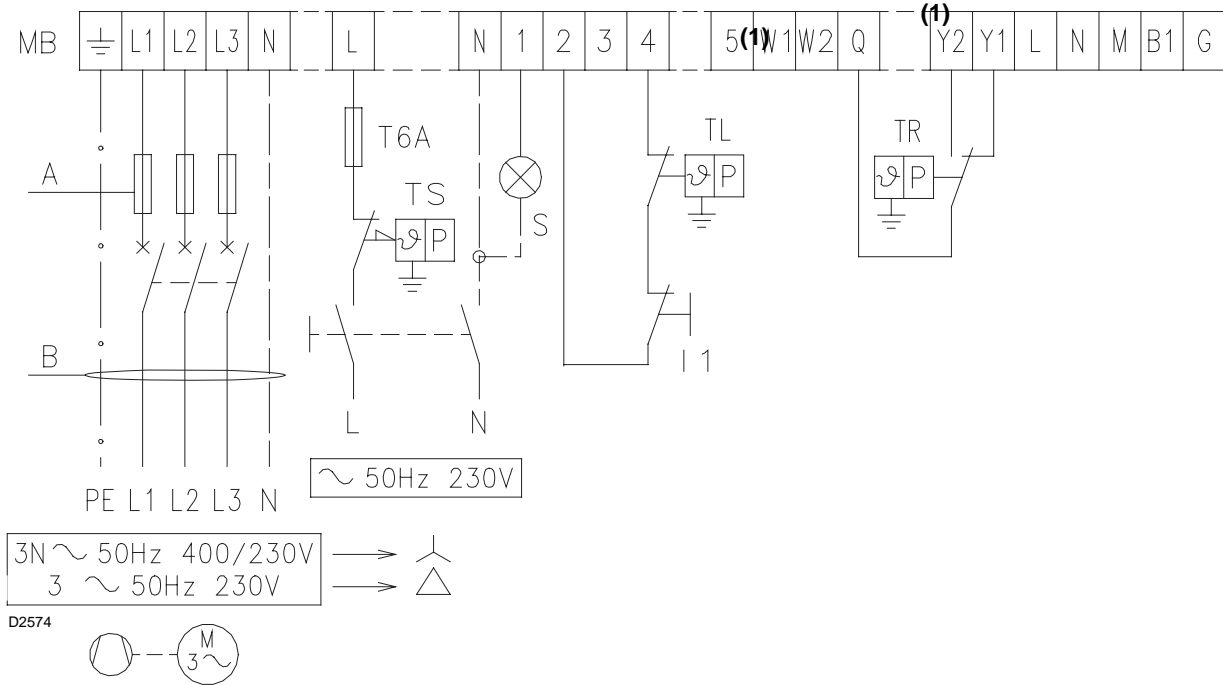 (1)
MB L1 L2 L3 N L N 1 2 3 4 5 (1) W1 W2 Q Y2 Y1 L N M B1 G
T6A TL TR
A ϑ P ϑ P
TS
S
ϑ P
B I 1
L N
~ 50Hz 230V
PE L1 L2 L3 N
3N ~ 50Hz 400/230V
3 ~ 50Hz 230V
D2574
M
3~